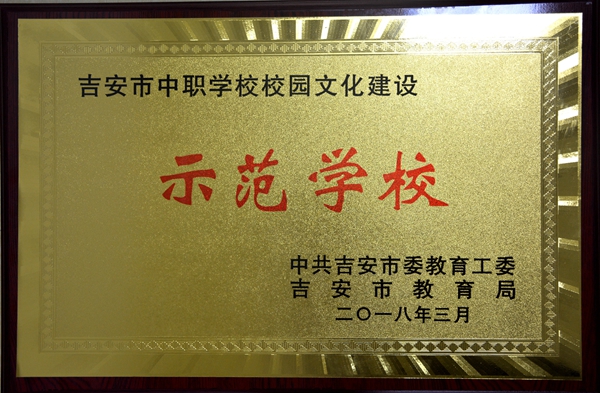 吉安市中职学校校园文化建设
示范学校
中共吉安市委教育工委
吉安市教育局
二〇一八年三月